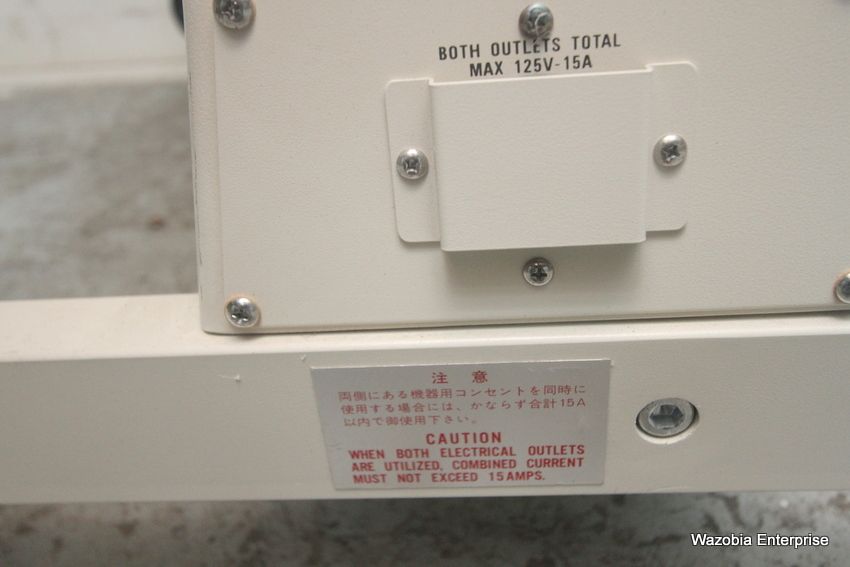 BOTH OUTLETS TOTAL
MAX 125V-15A
注 意
両側にある機器用コンセントを同時に
使用する場合には、かならず合計15A
以内で御使用下さい。
CAUTION
WHEN BOTH ELECTRICAL OUTLETS
ARE UTILIZED, COMBINED CURRENT
MUST NOT EXCEED 15AMPS.
Wazobia Enterprise